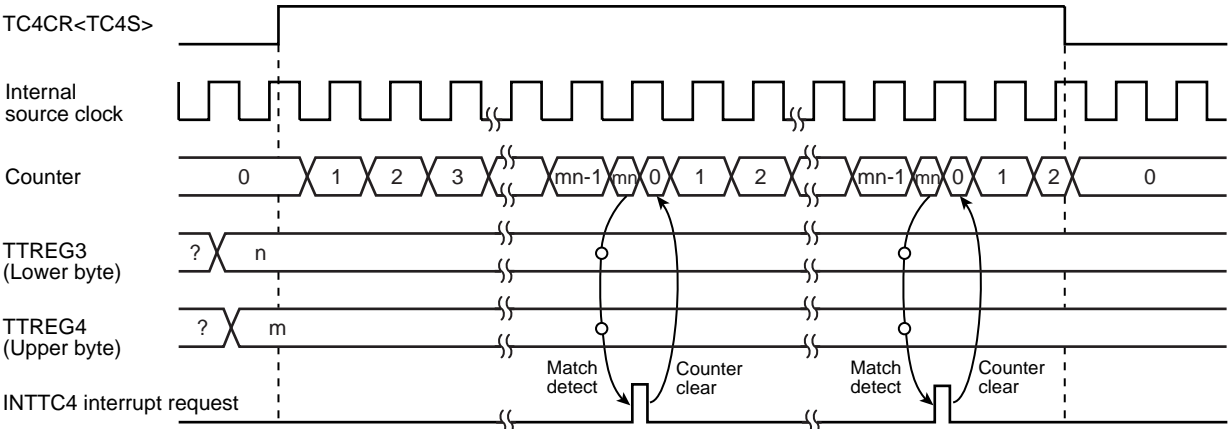 TC4CR<TC4S>
Internal
source clock
Counter
0 1 2 3 mn-1 mn 0 1 2 mn-1 mn 0 1 2 0
TTREG3
(Lower byte)
? n
TTREG4
(Upper byte)
? m
Match
detect
Counter
clear
Match
detect
Counter
clear
INTTC4 interrupt request